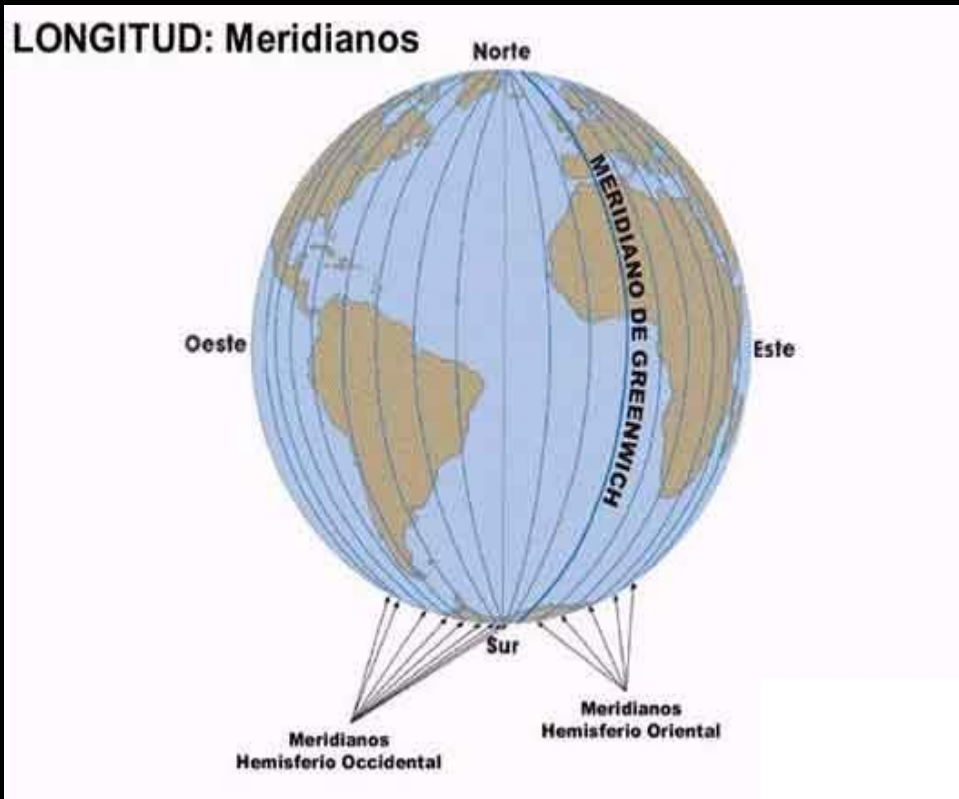 LONGITUD: Meridianos
Norte
MERIDIANO DE GREENWICH
Oeste
Este
Sur
Meridianos
Hemisferio Occidental
Meridianos
Hemisferio Oriental